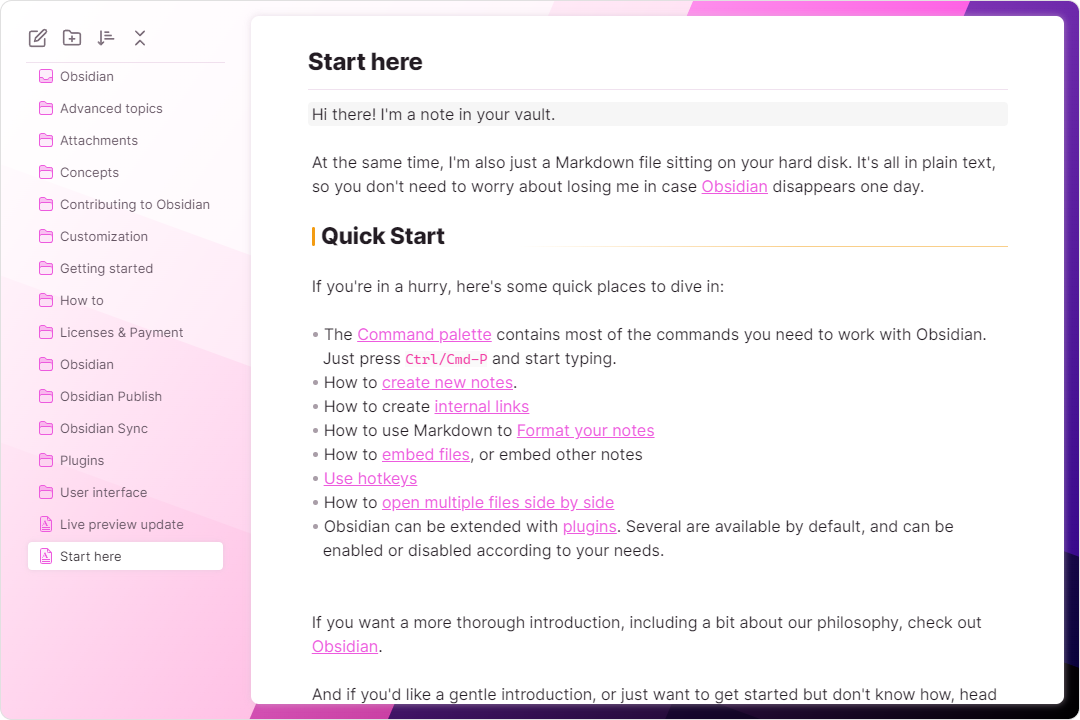 Obsidian
Advanced topics
Attachments
Concepts
Contributing to Obsidian
Customization
Getting started
How to
Licenses & Payment
Obsidian
Obsidian Publish
Obsidian Sync
Plugins
User interface
Live preview update
Start here
Start here
Hi there! I'm a note in your vault.
At the same time, I'm also just a Markdown file sitting on your hard disk. It's all in plain text,
so you don't need to worry about losing me in case Obsidian disappears one day.
Quick Start
If you're in a hurry, here's some quick places to dive in:
• The Command palette contains most of the commands you need to work with Obsidian.
Just press Ctrl/Cmd-P and start typing.
• How to create new notes.
• How to create internal links
• How to use Markdown to Format your notes
• How to embed files, or embed other notes
• Use hotkeys
• How to open multiple files side by side
• Obsidian can be extended with plugins. Several are available by default, and can be
enabled or disabled according to your needs.
If you want a more thorough introduction, including a bit about our philosophy, check out
Obsidian.
And if you'd like a gentle introduction, or just want to get started but don't know how, head